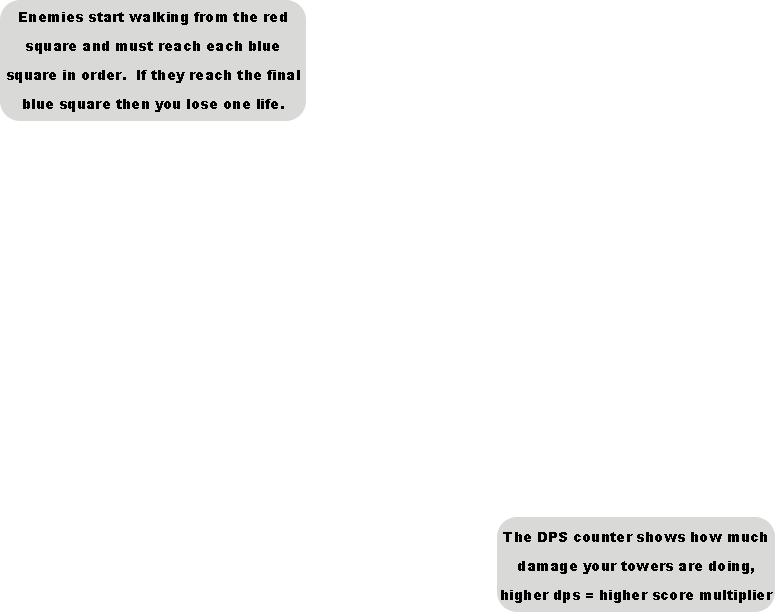 Enemies start walking from the red
square and must reach each blue
square in order.  If they reach the final
blue square then you lose one life.
The DPS counter shows how much
damage your towers are doing,
higher dps = higher score multiplier